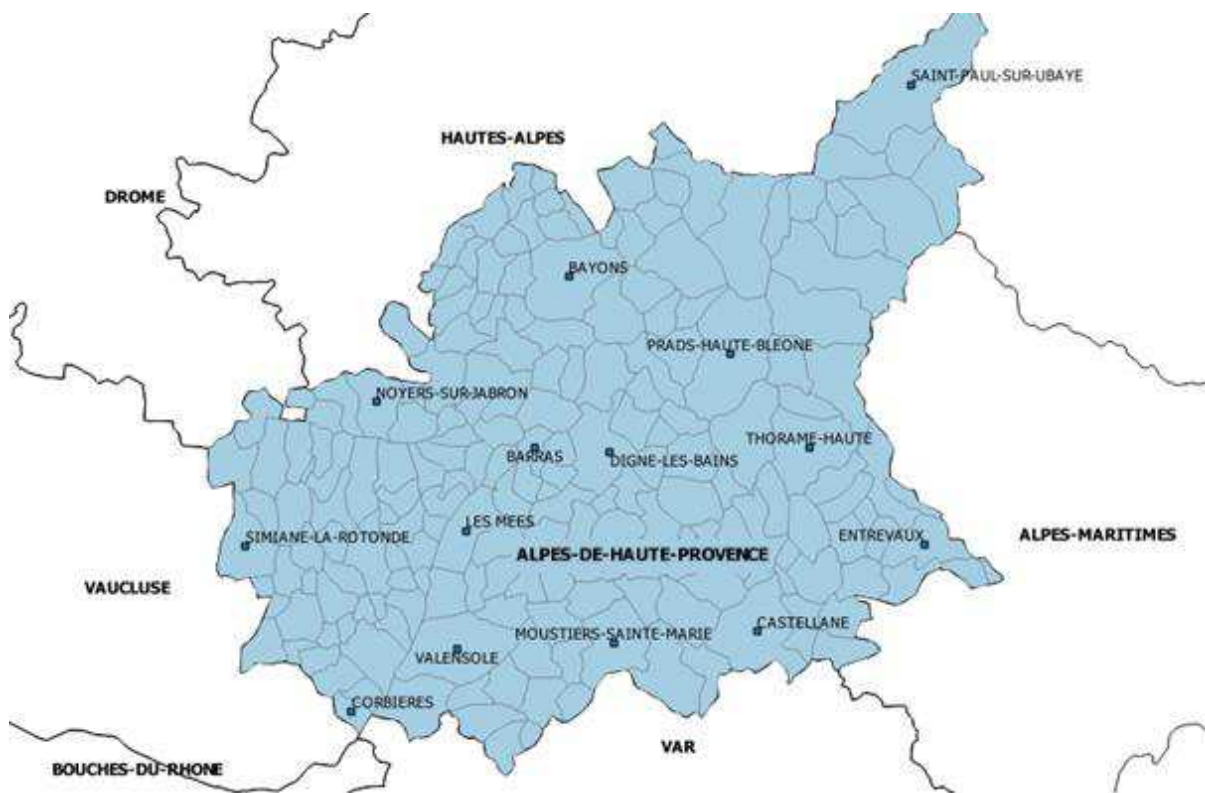 SAINT-PAUL-SUR-UBAYE
HAUTES-ALPES
DROME
BAYONS
PRADS-HAUTE-BLEONE
NOYERS-SUR-JABRON
THORAME-HAUTE
BARRAS
DIGNE-LES-BAINS
LES MEES
SIMIANE-LA-ROTONDE
ENTREVAUX
ALPES-MARITIMES
ALPES-DE-HAUTE-PROVENCE
VAUCLUSE
CASTELLANE
MOUSTIERS-SAINTE-MARIE
VALENSOLE
CORBIERES
VAR
BOUCHES-DU-RHONE